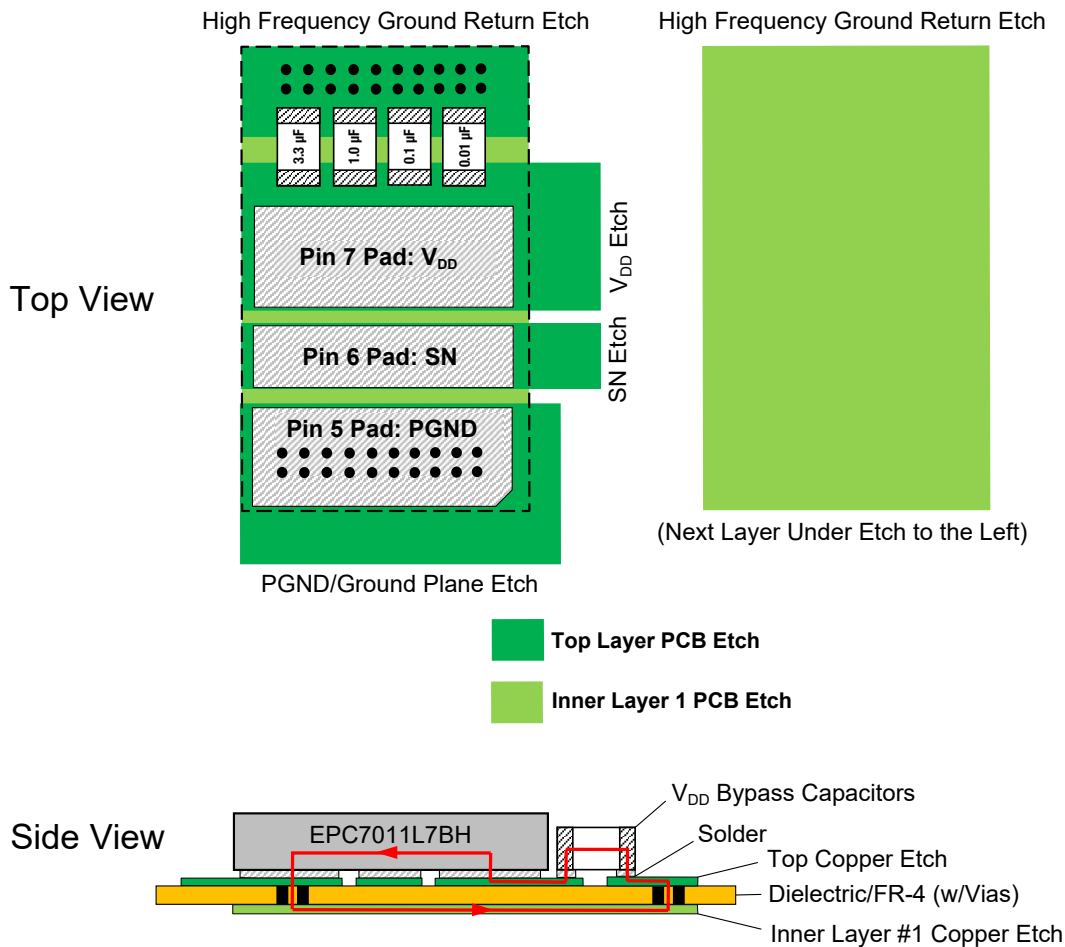 High Frequency Ground Return Etch
High Frequency Ground Return Etch
3.3 µF
1.0 µF
0.1 µF
0.01 µF
Top View
Pin 7 Pad: VDD
VDD Etch
Pin 6 Pad: SN
SN Etch
Pin 5 Pad: PGND
(Next Layer Under Etch to the Left)
PGND/Ground Plane Etch
Top Layer PCB Etch
Inner Layer 1 PCB Etch
Side View
EPC7011L7BH
VDD Bypass Capacitors
Solder
Top Copper Etch
Dielectric/FR-4 (w/Vias)
Inner Layer #1 Copper Etch